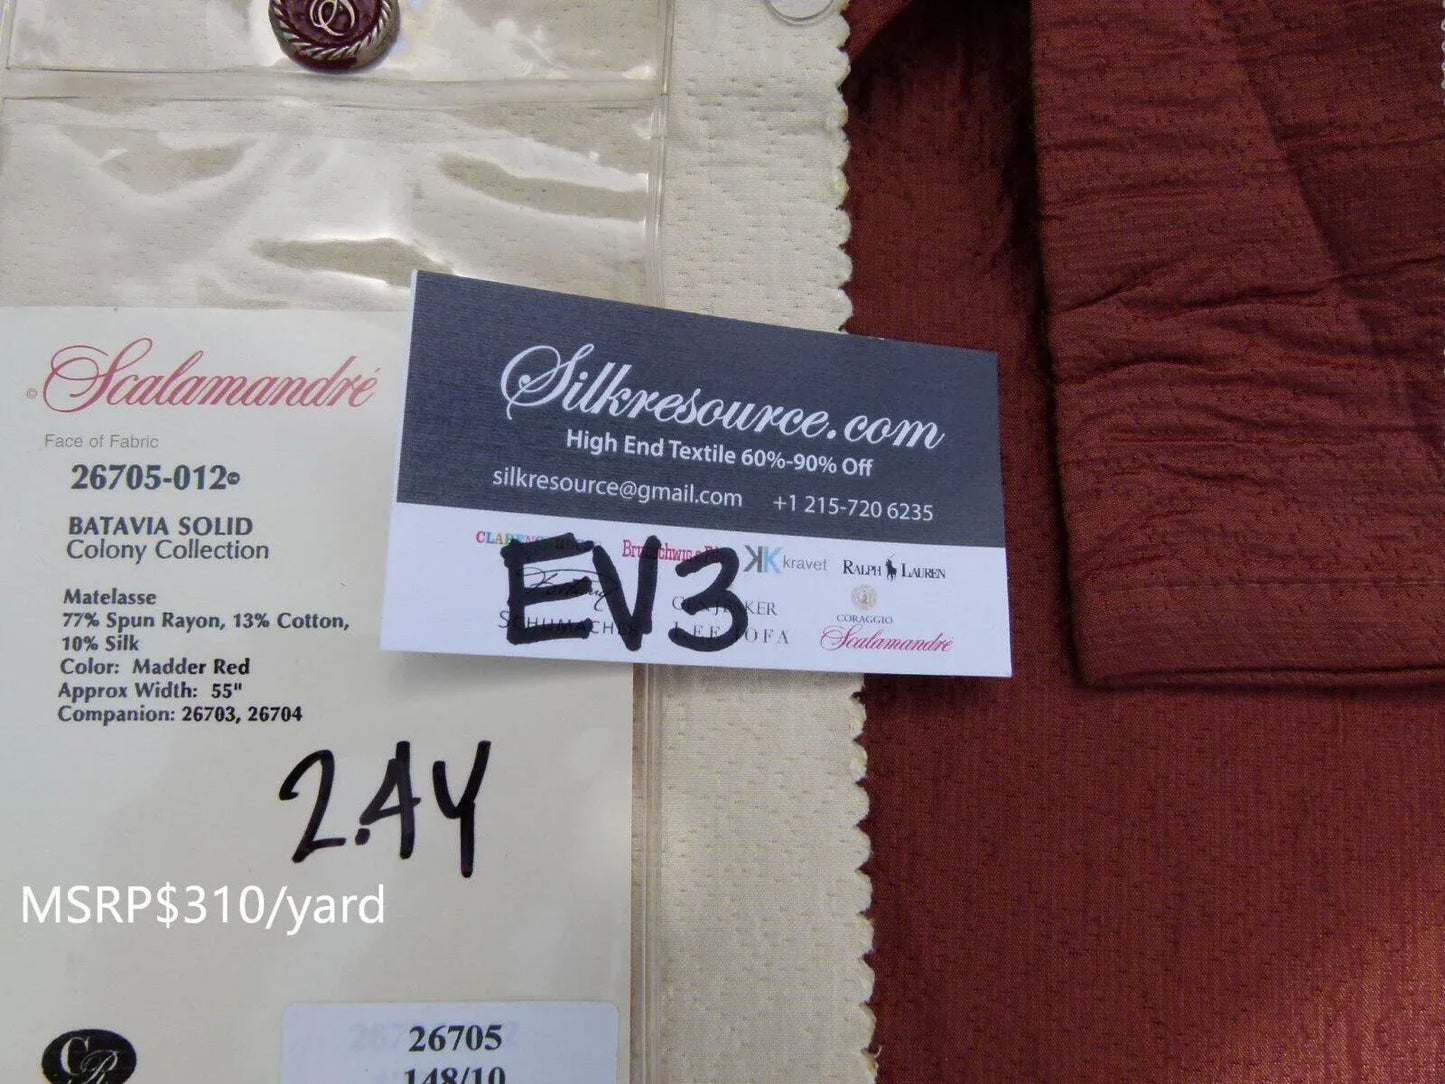 ©Scalamandré
Face of Fabric
26705-012©
BATAVIA SOLID
Colony Collection
Matelasse
77% Spun Rayon, 13% Cotton,
10% Silk
Color: Madder Red
Approx Width: 55"
Companion: 26703, 26704
2.4Y
MSRP$310/yard
26705
148/10
Silkresource.com
High End Textile 60%-90% Off
silkresource@gmail.com +1 215-720 6235
kravet
RALPH LAUREN
EV3
CORAGGIO
Scalamandré